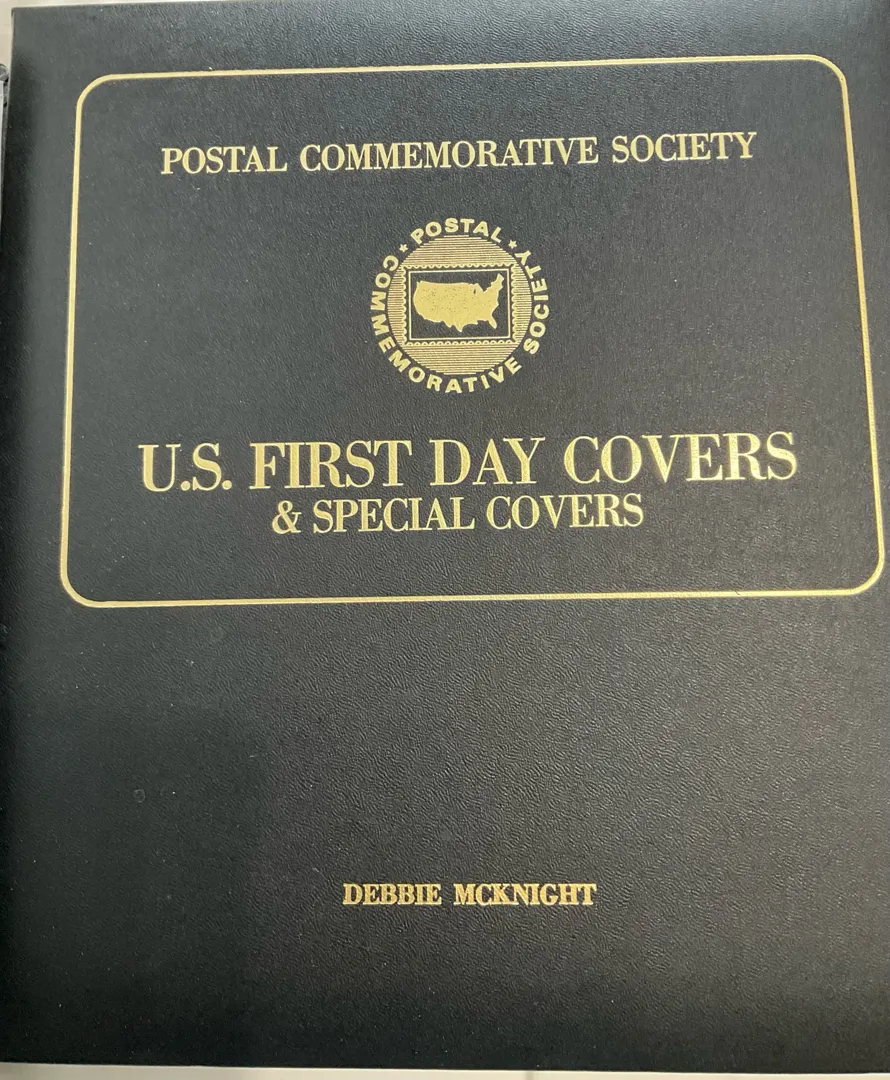 POSTAL COMMEMORATIVE SOCIETY
★ POSTAL ★
COMMEMORATIVE SOCIETY
U.S. FIRST DAY COVERS
& SPECIAL COVERS
DEBBIE MCKNIGHT